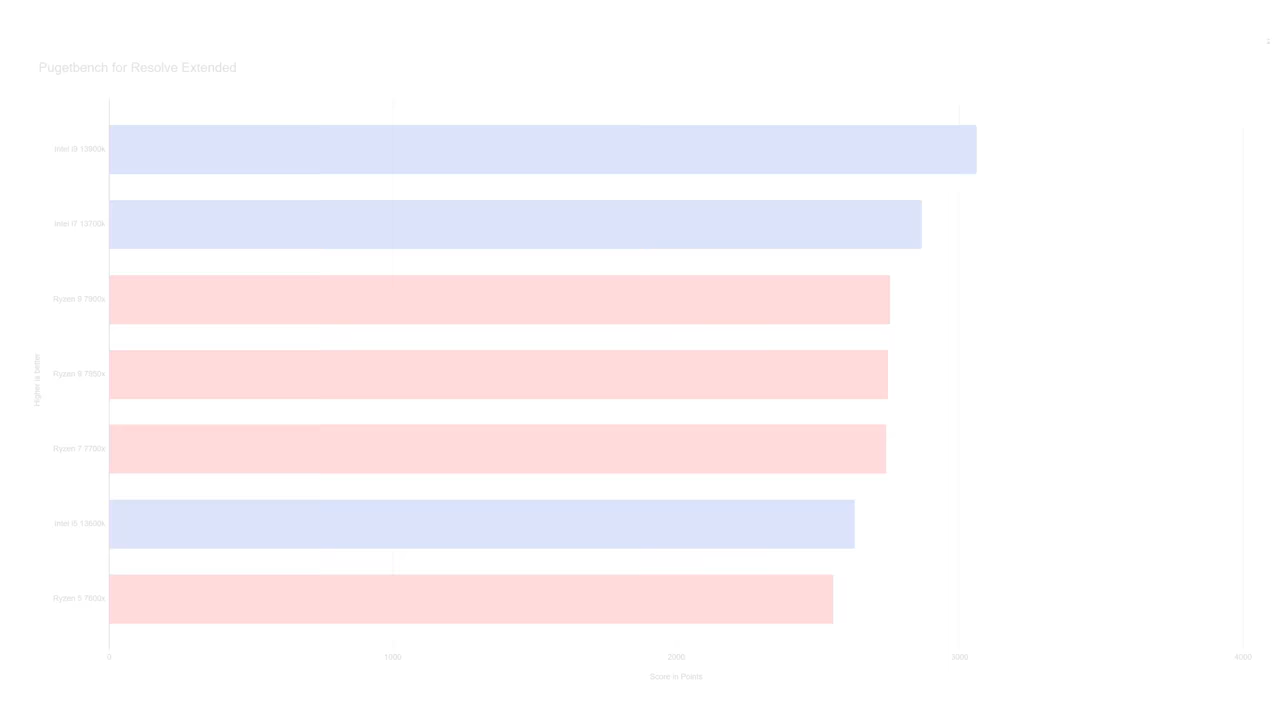 Pugetbench for Resolve Extended
Intel i9 13900k
Intel i7 13700k
Ryzen 9 7900x
Ryzen 9 7950x
Ryzen 7 7700x
Intel i5 13600k
Ryzen 5 7600x
Higher is better
0
1000
2000
3000
4000
Score in Points